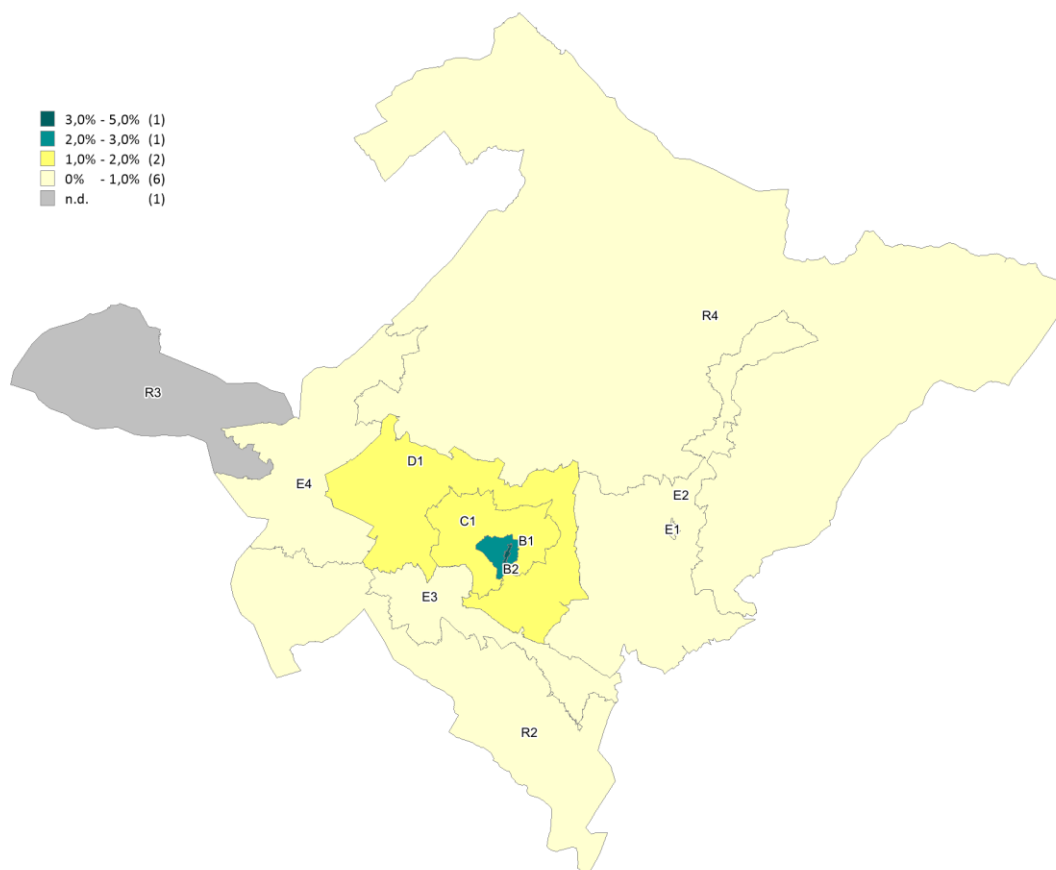 3,0% - 5,0% (1)
2,0% - 3,0% (1)
1,0% - 2,0% (2)
0% - 1,0% (6)
n.d. (1)
R4
R3
D1
E4
E2
C1
E1
B1
B2
E3
R2